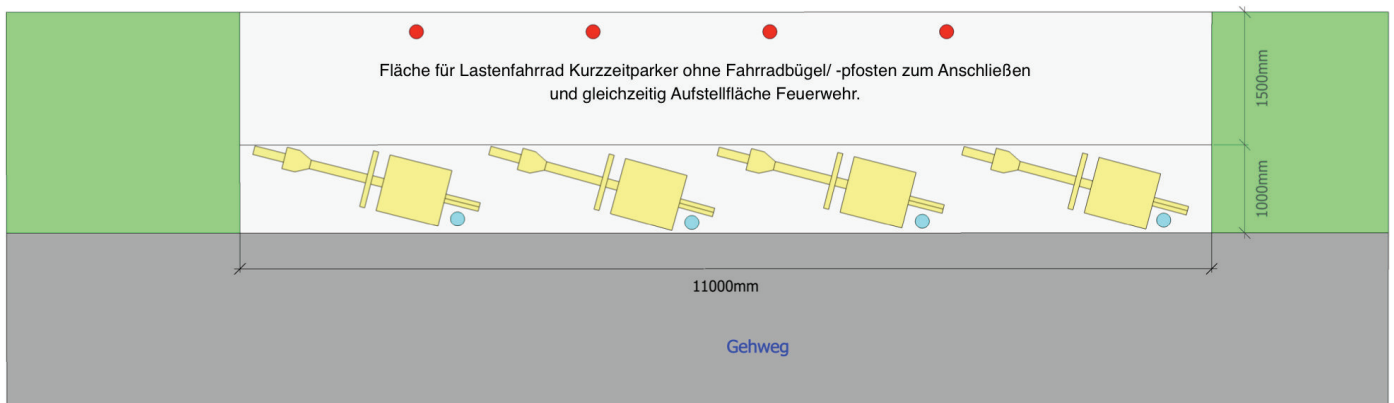 Fläche für Lastenfahrrad Kurzzeitparker ohne Fahrradbügel/ -pfosten zum Anschließen
und gleichzeitig Aufstellfläche Feuerwehr.
1500mm
1000mm
11000mm
Gehweg